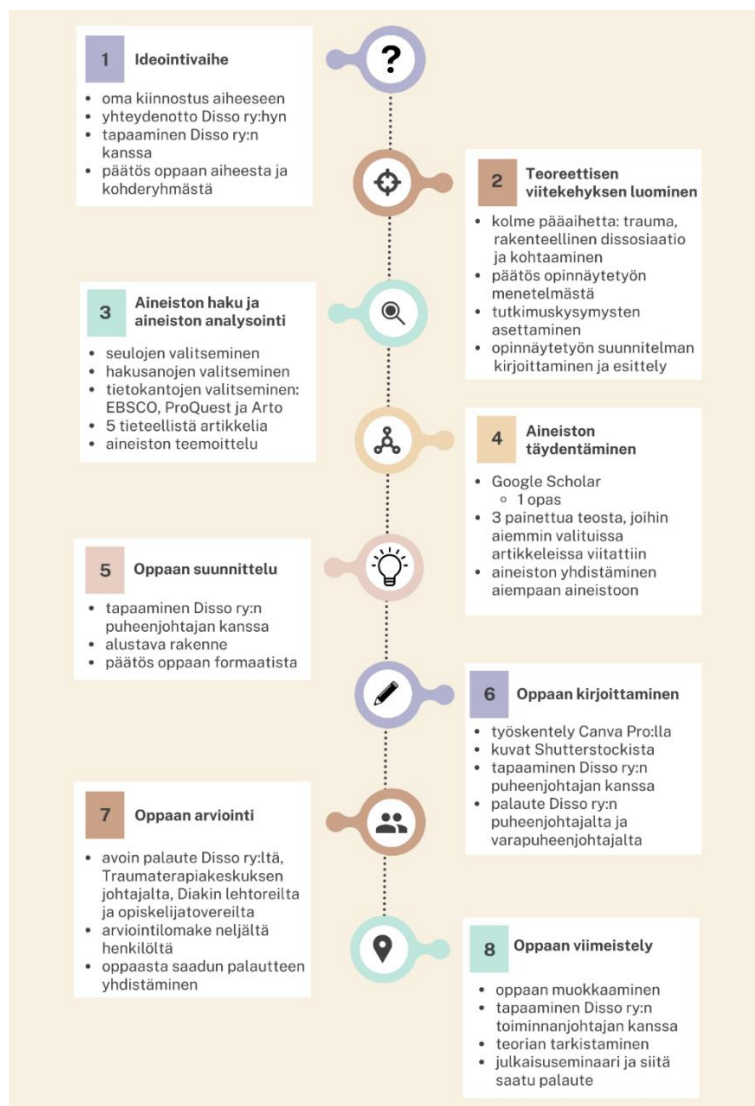 1 Ideointivaihe
?
• oma kiinnostus aiheeseen
• yhteydenotto Disso ry:hyn
• tapaaminen Disso ry:n
kanssa
• päätös oppaan aiheesta ja
kohderyhmästä
2 Teoreettisen
viitekehyksen luominen
• kolme pääaihetta: trauma,
rakenteellinen dissosiaatio
ja kohtaaminen
• päätös opinnäytetyön
menetelmästä
• tutkimuskysymysten
asettaminen
• opinnäytetyön suunnitelman
kirjoittaminen ja esittely
3 Aineiston haku ja
aineiston analysointi
• seulojen valitseminen
• hakusanojen valitseminen
• tietokantojen valitseminen:
EBSCO, ProQuest ja Arto
• 5 tieteellistä artikkelia
• aineiston teemoittelu
4 Aineiston
täydentäminen
• Google Scholar
◦ 1 opas
• 3 painettua teosta, joihin
aiemmin valituissa
artikkeleissa viitattiin
• aineiston yhdistäminen
aiempaan aineistoon
5 Oppaan suunnittelu
• tapaaminen Disso ry:n
puheenjohtajan kanssa
• alustava rakenne
• päätös oppaan formaatista
6 Oppaan kirjoittaminen
• työskentely Canva Pro:lla
• kuvat Shutterstockista
• tapaaminen Disso ry:n
puheenjohtajan kanssa
• palaute Disso ry:n
puheenjohtajalta ja
varapuheenjohtajalta
7 Oppaan arviointi
• avoin palaute Disso ry:ltä,
Traumaterapiakeskuksen
johtajalta, Diakin lehtoreilta
ja opiskelijatovereilta
• arviointilomake neljältä
henkilöltä
• oppaasta saadun palautteen
yhdistäminen
8 Oppaan viimeistely
• oppaan muokkaaminen
• tapaaminen Disso ry:n
toiminnanjohtajan kanssa
• teorian tarkistaminen
• julkaisuseminaari ja siitä
saatu palaute